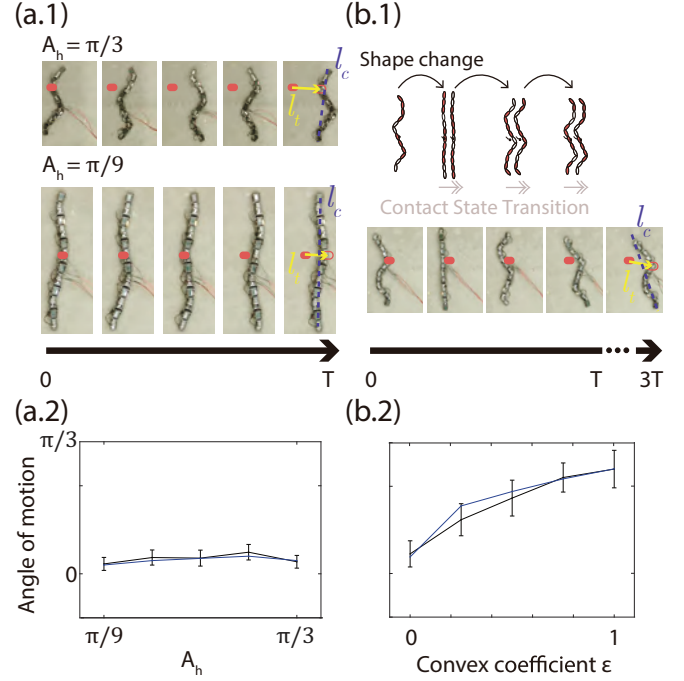 (a.1)
A_h = π/3
l_c
l_t
A_h = π/9
l_c
l_t
0
T
(b.1)
Shape change
Contact State Transition
l_c
l_t
0
T
3T
(a.2)
π/3
Angle of motion
0
π/9
π/3
A_h
(b.2)
0
1
Convex coefficient ε